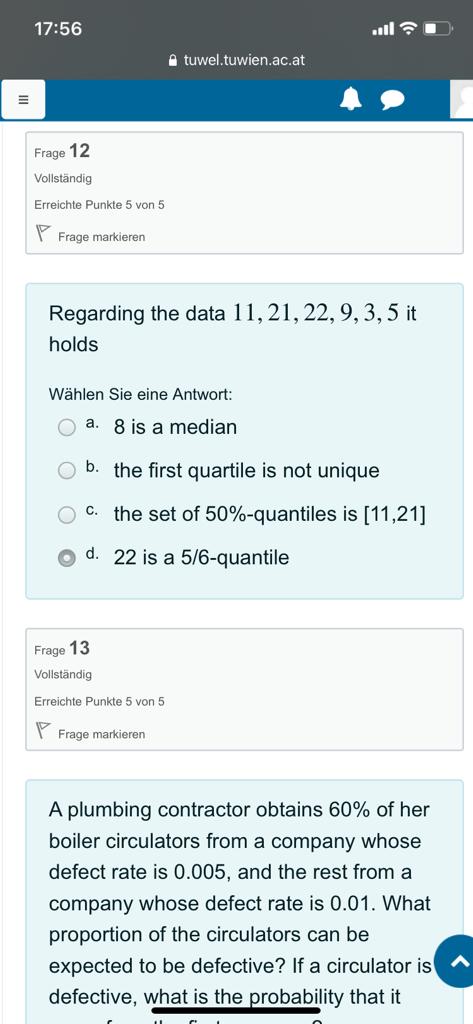 17:56
tuwel.tuwien.ac.at
Frage 12
Vollständig
Erreichte Punkte 5 von 5
Frage markieren
Regarding the data 11, 21, 22, 9, 3, 5 it
holds
Wählen Sie eine Antwort:
a. 8 is a median
b. the first quartile is not unique
c. the set of 50%-quantiles is [11,21]
d. 22 is a 5/6-quantile
Frage 13
Vollständig
Erreichte Punkte 5 von 5
Frage markieren
A plumbing contractor obtains 60% of her
boiler circulators from a company whose
defect rate is 0.005, and the rest from a
company whose defect rate is 0.01. What
proportion of the circulators can be
expected to be defective? If a circulator is
defective, what is the probability that it